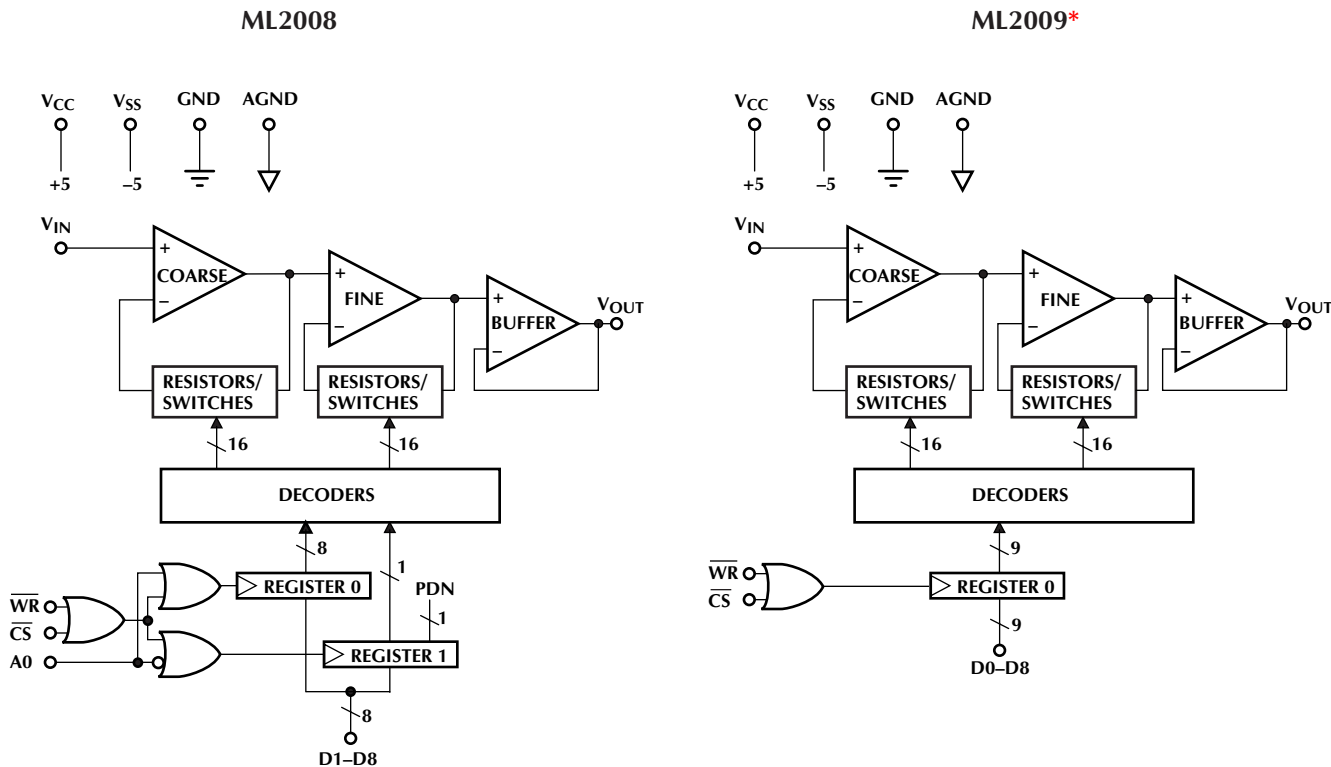 ML2008
VCC
VSS
GND
AGND
+5
–5
VIN
+
COARSE
–
+
FINE
–
+
BUFFER
–
VOUT
RESISTORS/
SWITCHES
RESISTORS/
SWITCHES
16
16
DECODERS
8
1
PDN
1
WR
CS
A0
REGISTER 0
REGISTER 1
8
D1–D8
ML2009*
VCC
VSS
GND
AGND
+5
–5
VIN
+
COARSE
–
+
FINE
–
+
BUFFER
–
VOUT
RESISTORS/
SWITCHES
RESISTORS/
SWITCHES
16
16
DECODERS
9
WR
CS
REGISTER 0
9
D0–D8